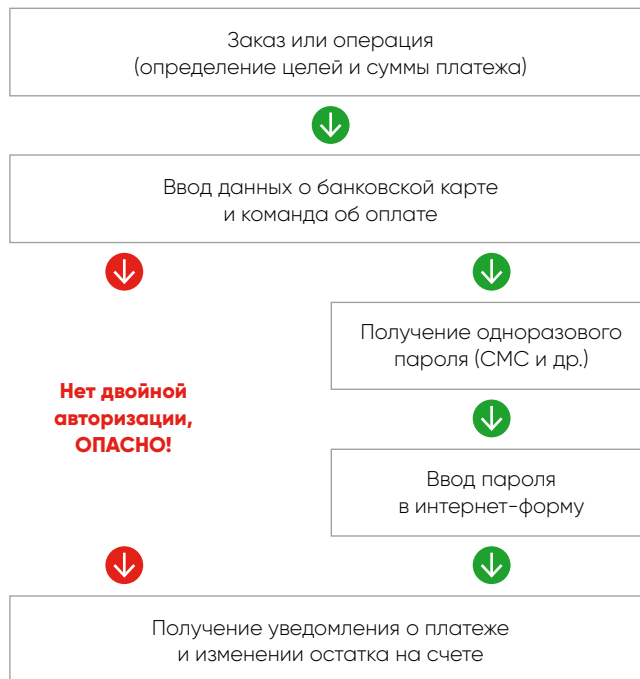 Заказ или операция
(определение целей и суммы платежа)
Ввод данных о банковской карте
и команда об оплате
Получение одноразового
пароля (СМС и др.)
Нет двойной
авторизации,
ОПАСНО!
Ввод пароля
в интернет-форму
Получение уведомления о платеже
и изменении остатка на счете